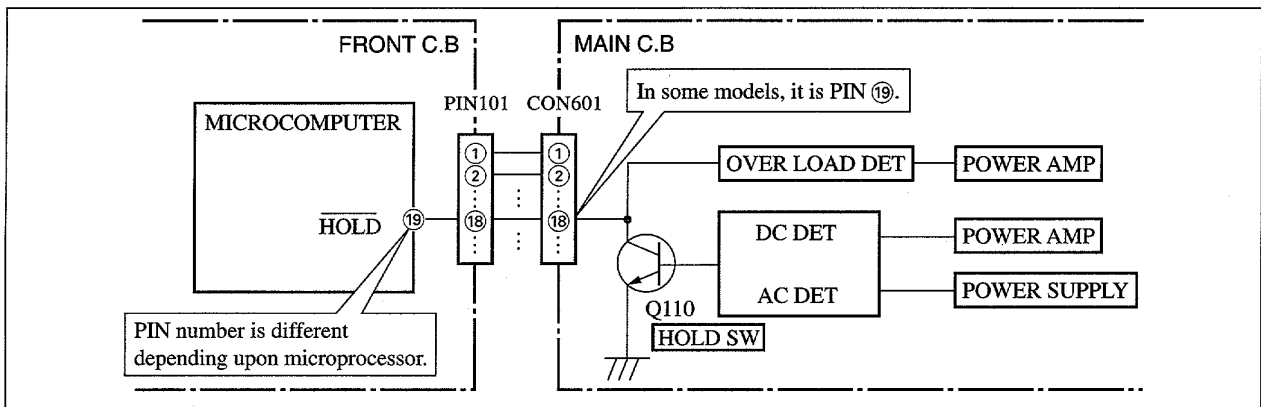 FRONT C.B
MAIN C.B
In some models, it is PIN ⑲.
PIN101
CON601
MICROCOMPUTER
①
①
②
②
HOLD
⑲
⑱
⑱
OVER LOAD DET
POWER AMP
DC DET
POWER AMP
AC DET
POWER SUPPLY
Q110
HOLD SW
PIN number is different
depending upon microprocessor.